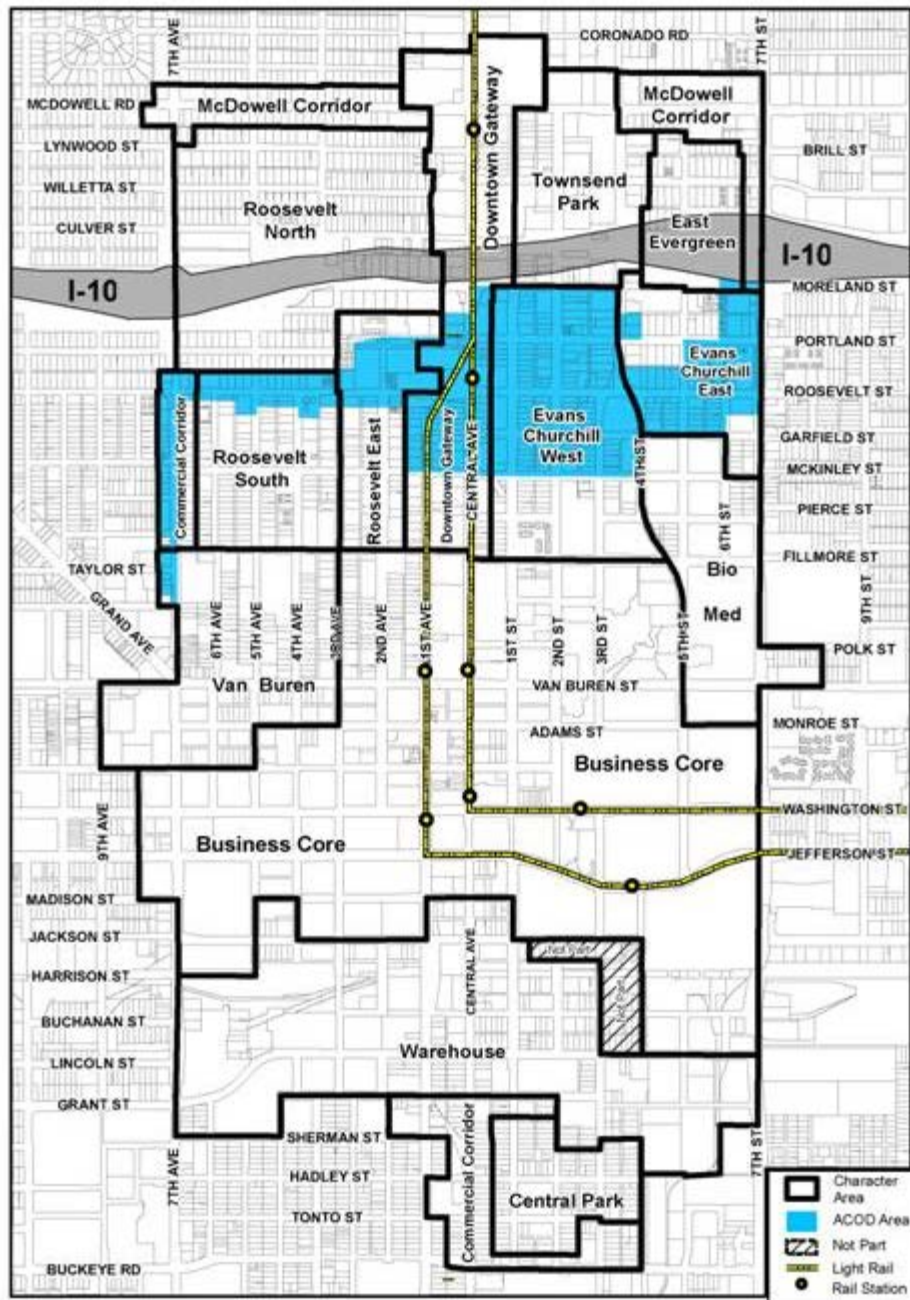 CORONADO RD
7TH AVE
7TH ST
MCDOWELL RD
McDowell Corridor
McDowell
Corridor
Downtown Gateway
LYNWOOD ST
BRILL ST
WILLETTA ST
Townsend
Park
Roosevelt
North
CULVER ST
East
Evergreen
I-10
I-10
MORELAND ST
PORTLAND ST
Evans
Churchill
East
ROOSEVELT ST
Commercial Corridor
Roosevelt
South
Roosevelt East
Downtown Gateway
CENTRAL AVE
Evans
Churchill
West
4TH ST
GARFIELD ST
MCKINLEY ST
6TH ST
PIERCE ST
FILLMORE ST
TAYLOR ST
GRAND AVE
Bio
Med
9TH ST
6TH AVE
5TH AVE
4TH AVE
3RD AVE
2ND AVE
1ST AVE
1ST ST
2ND ST
3RD ST
5TH ST
POLK ST
Van Buren
VAN BUREN ST
MONROE ST
ADAMS ST
Business Core
9TH AVE
WASHINGTON ST
Business Core
JEFFERSON ST
MADISON ST
JACKSON ST
CENTRAL AVE
Not Part
HARRISON ST
Not Part
BUCHANAN ST
Warehouse
LINCOLN ST
GRANT ST
SHERMAN ST
7TH AVE
7TH ST
HADLEY ST
Commercial Corridor
Central Park
TONTO ST
BUCKEYE RD
Character
Area
ACOD Area
Not Part
Light Rail
Rail Station